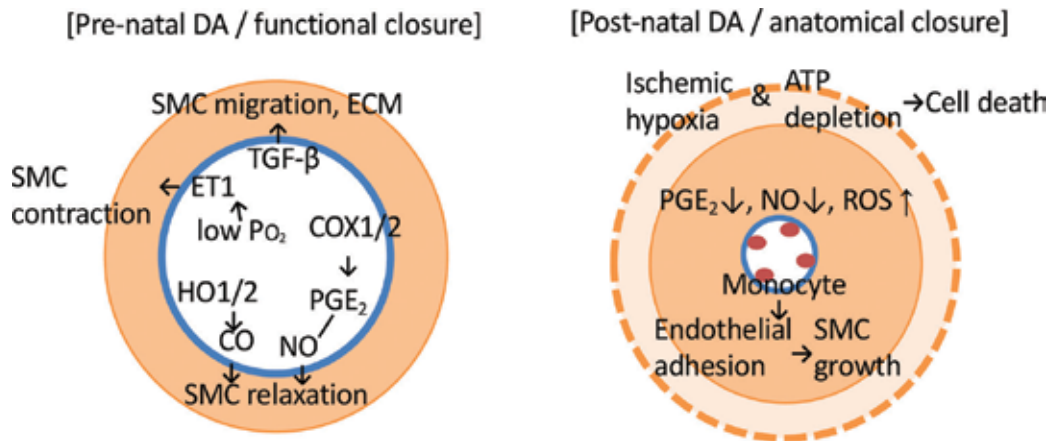 [Pre-natal DA / functional closure]
SMC migration, ECM
TGF-β
SMC
contraction
ET1
low PO₂
COX1/2
HO1/2
PGE₂
CO
NO
SMC relaxation
[Post-natal DA / anatomical closure]
Ischemic
hypoxia
&
ATP
depletion
→Cell death
PGE₂↓, NO↓, ROS ↑
Monocyte
Endothelial
adhesion
→
SMC
growth